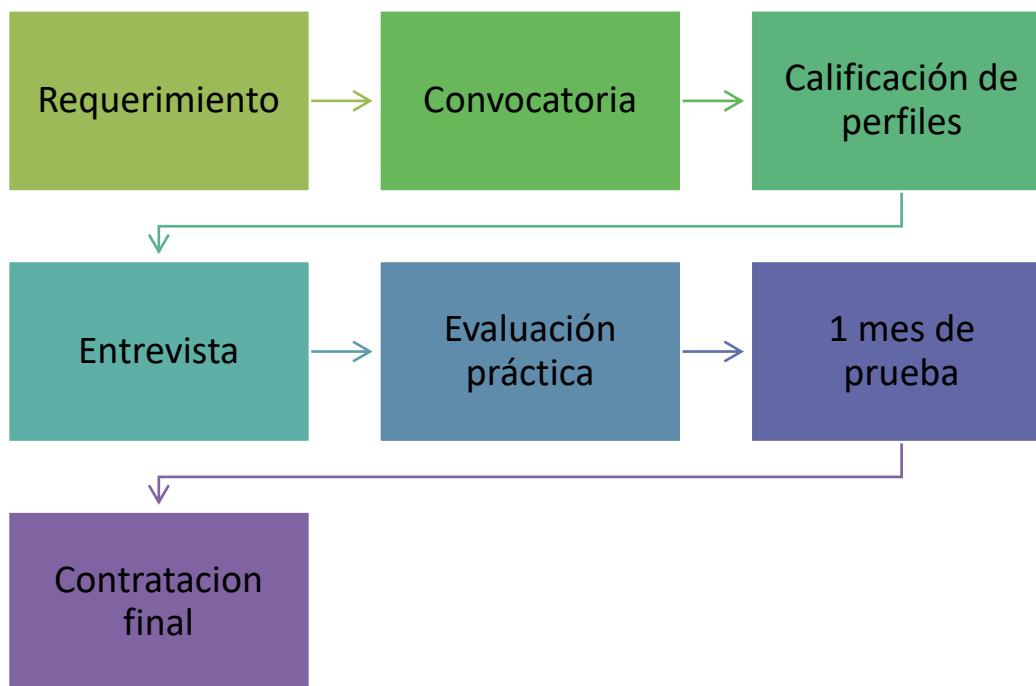 Requerimiento
Convocatoria
Calificación de
perfiles
Entrevista
Evaluación
práctica
1 mes de
prueba
Contratacion
final